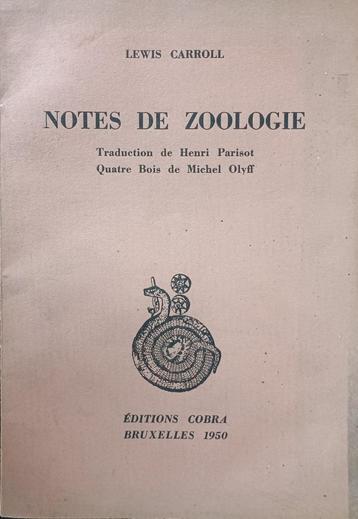 LEWIS CARROLL
NOTES DE ZOOLOGIE
Traduction de Henri Parisot
Quatre Bois de Michel Olyff
ÉDITIONS COBRA
BRUXELLES 1950